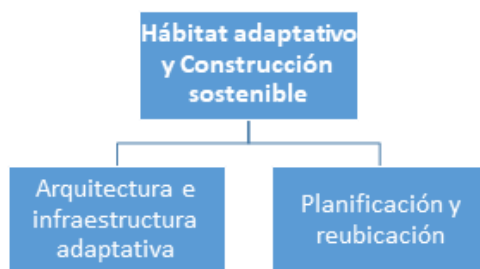 Hábitat adaptativo
y Construcción
sostenible
Arquitectura e
infraestructura
adaptativa
Planificación y
reubicación